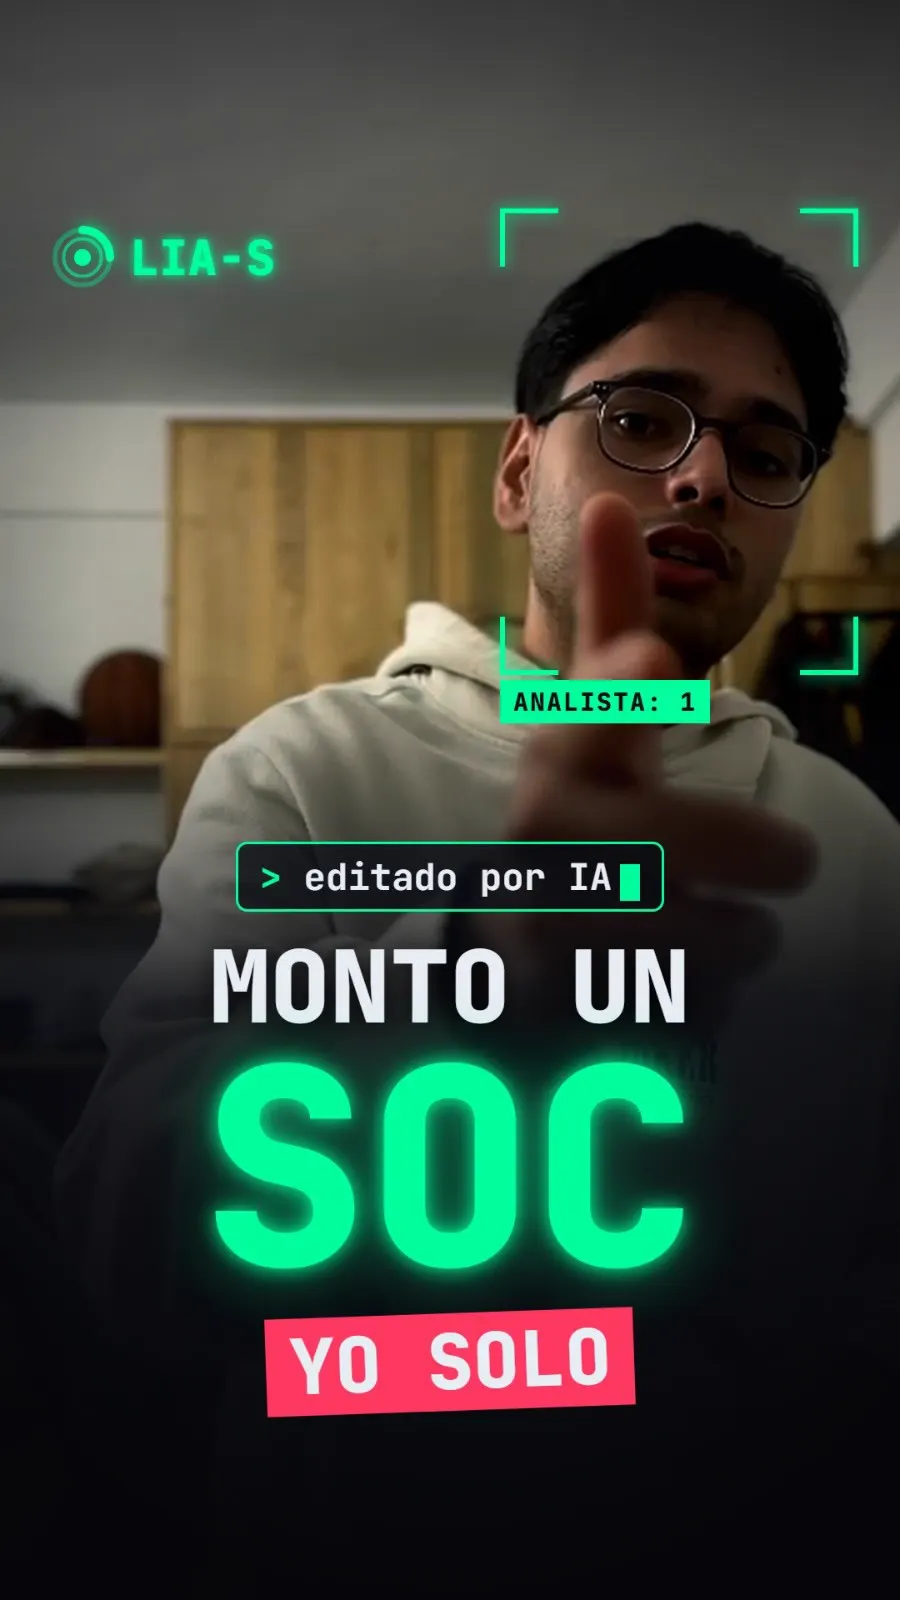 LIA-S
ANALISTA: 1
> editado por IA
MONTO UN
SOC
YO SOLO